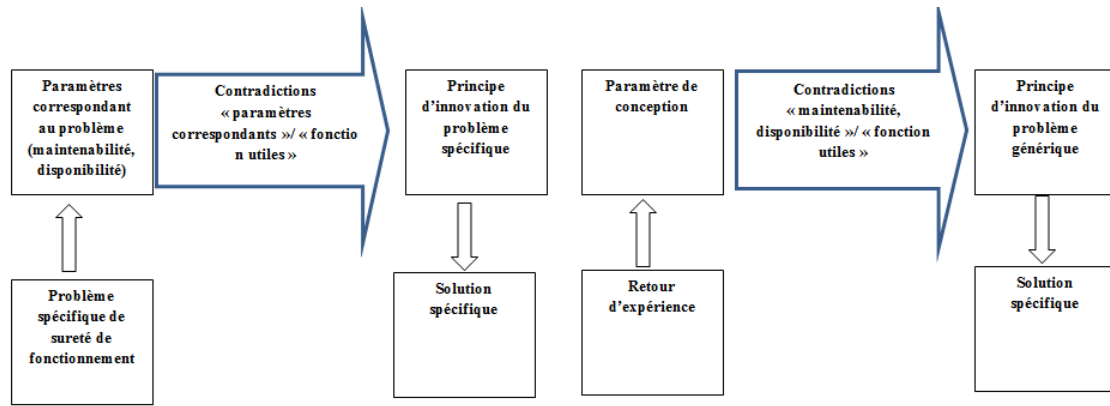 Paramètres
correspondant
au problème
(maintenabilité,
disponibilité)
Contradictions
« paramètres
correspondants »/ « fonctio
n utiles »
Principe
d’innovation du
problème
spécifique
Paramètre de
conception
Contradictions
« maintenabilité,
disponibilité »/ « fonction
utiles »
Principe
d’innovation du
problème
générique
Problème
spécifique de
sureté de
fonctionnement
Solution
spécifique
Retour
d’expérience
Solution
spécifique